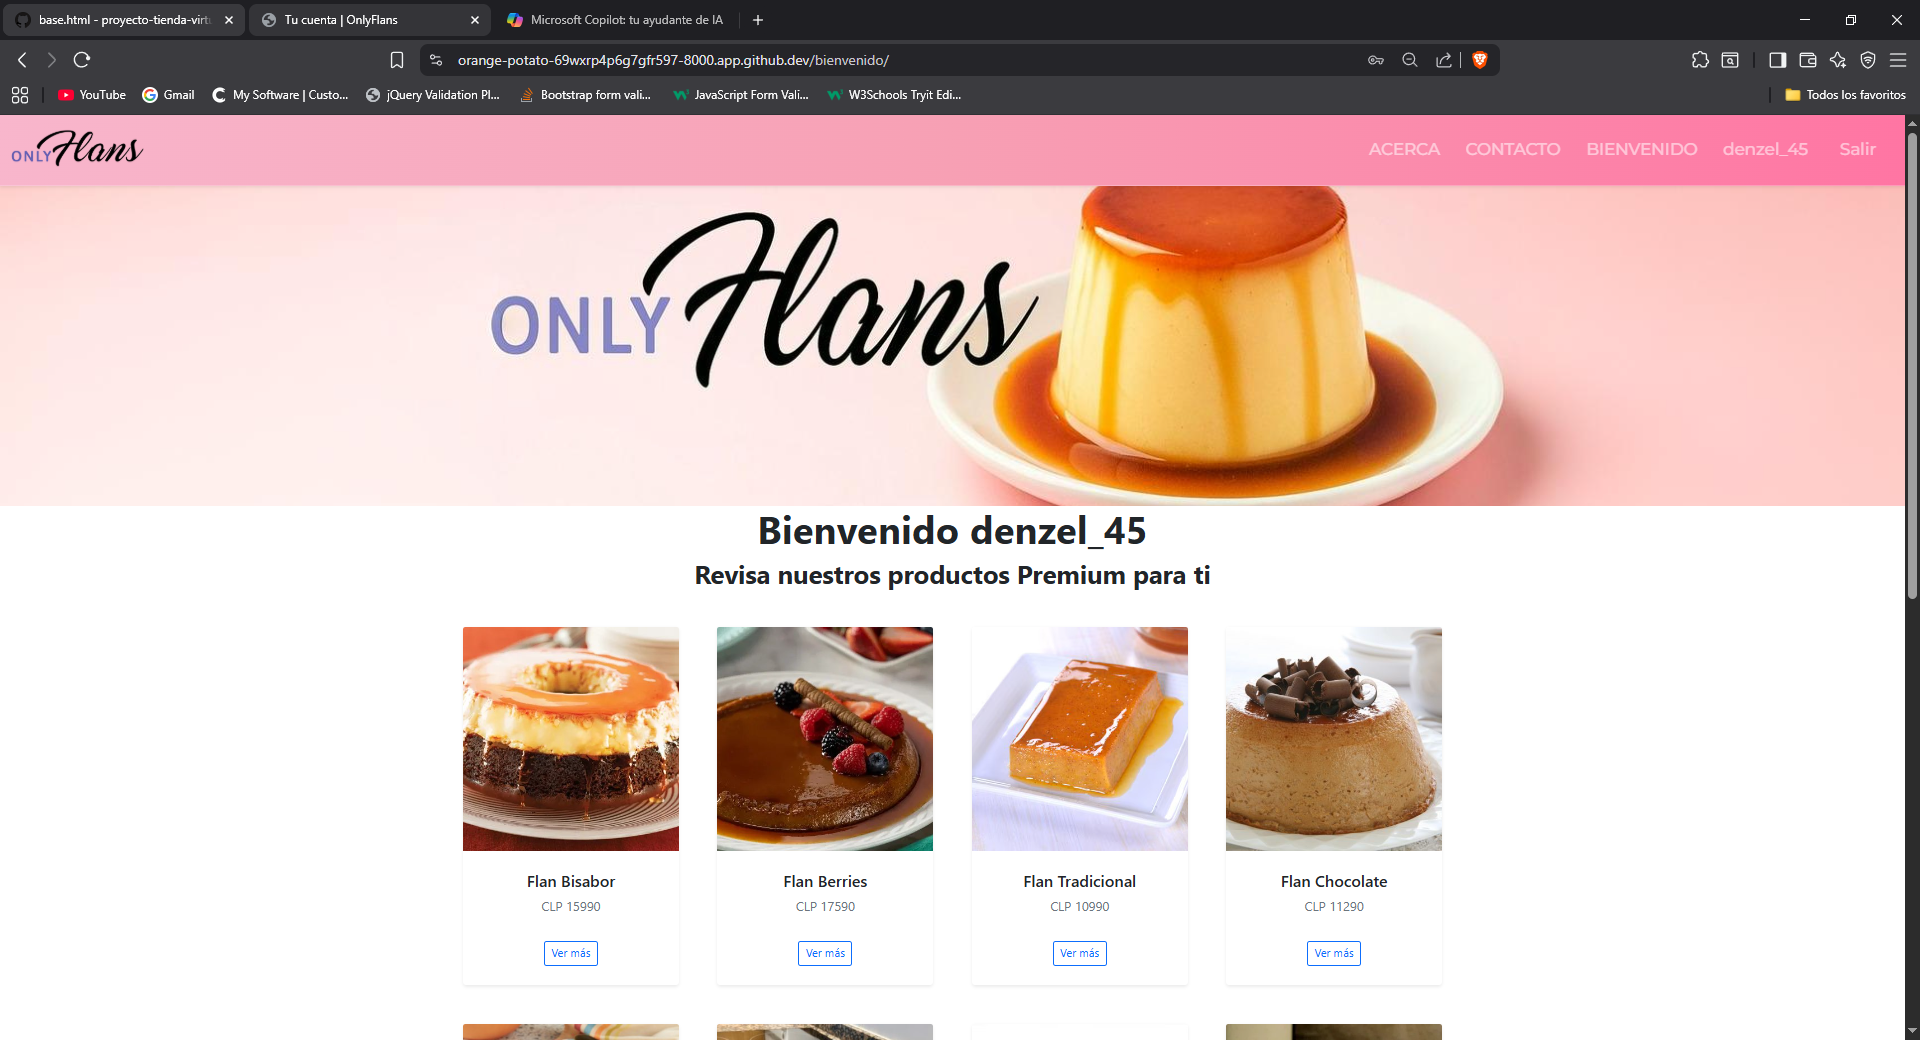 base.html - proyecto-tienda-virtu
Tu cuenta | OnlyFlans
Microsoft Copilot: tu ayudante de IA
orange-potato-69wxrp4p6g7gfr597-8000.app.github.dev/bienvenido/
YouTube
Gmail
My Software | Custo...
jQuery Validation Pl...
Bootstrap form vali...
JavaScript Form Vali...
W3Schools Tryit Edi...
Todos los favoritos
ONLY Flans
ACERCA
CONTACTO
BIENVENIDO
denzel_45
Salir
ONLY Flans
Bienvenido denzel_45
Revisa nuestros productos Premium para ti
Flan Bisabor
CLP 15990
Ver más
Flan Berries
CLP 17590
Ver más
Flan Tradicional
CLP 10990
Ver más
Flan Chocolate
CLP 11290
Ver más